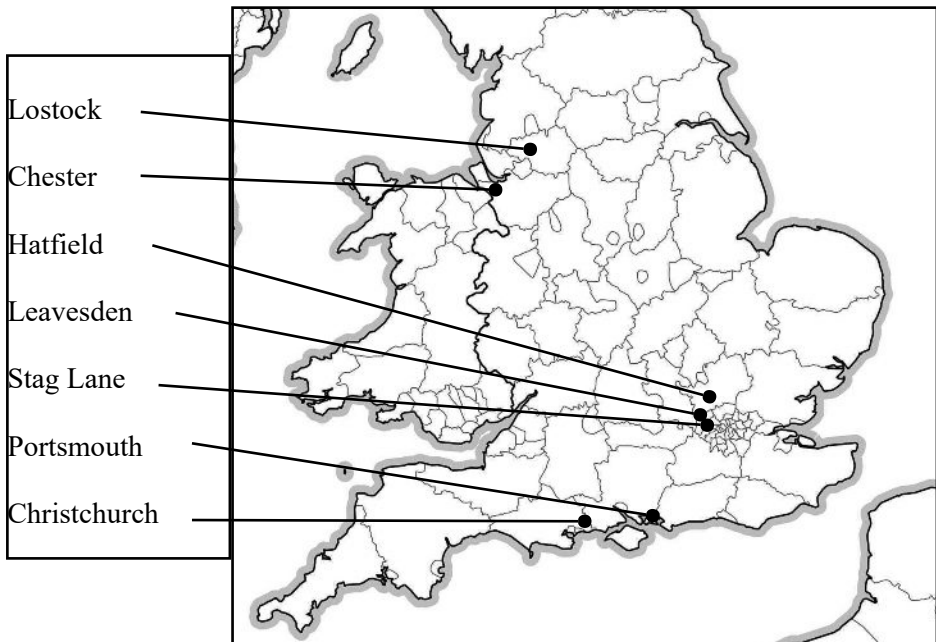 Lostock
Chester
Hatfield
Leavesden
Stag Lane
Portsmouth
Christchurch